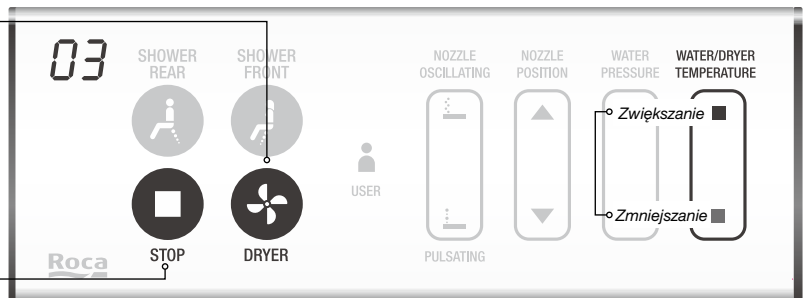 03
SHOWER
REAR
SHOWER
FRONT
NOZZLE
OSCILLATING
NOZZLE
POSITION
WATER
PRESSURE
WATER/DRYER
TEMPERATURE
Zwiększanie
USER
Zmniejszanie
STOP
DRYER
PULSATING
Roca